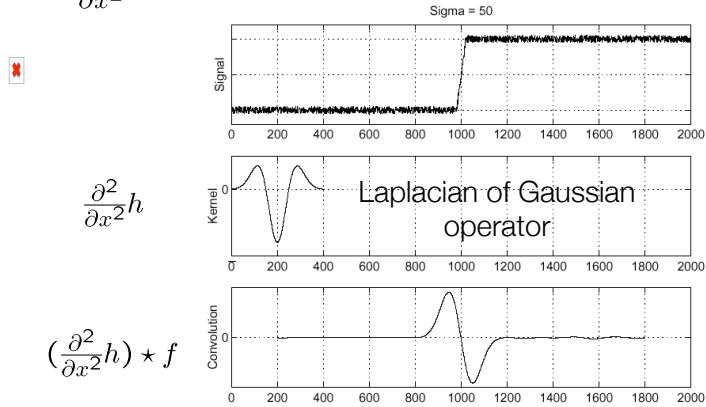 Sigma = 50
Signal
0 200 400 600 800 1000 1200 1400 1600 1800 2000
∂²/∂x² h
Kernel
0
Laplacian of Gaussian
operator
0 200 400 600 800 1000 1200 1400 1600 1800 2000
(∂²/∂x² h) ⋆ f
Convolution
0
0 200 400 600 800 1000 1200 1400 1600 1800 2000